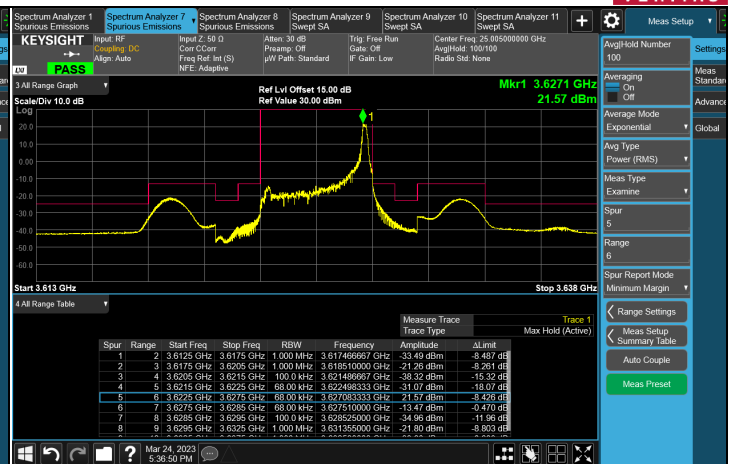 Spectrum Analyzer 1
Spurious Emissions
Spectrum Analyzer 7
Spurious Emissions
Spectrum Analyzer 8
Spurious Emissions
Spectrum Analyzer 9
Swept SA
Spectrum Analyzer 10
Swept SA
Spectrum Analyzer 11
Swept SA
+
Meas Setup
KEYSIGHT
LXI
PASS
Input: RF
Coupling: DC
Align: Auto
Input Z: 50 Ω
Corr CCorr
Freq Ref: Int (S)
NFE: Adaptive
Atten: 30 dB
Preamp: Off
µW Path: Standard
Trig: Free Run
Gate: Off
IF Gain: Low
Center Freq: 25.005000000 GHz
Avg|Hold: 100/100
Radio Std: None
3 All Range Graph
Scale/Div 10.0 dB
Ref Lvl Offset 15.00 dB
Ref Value 30.00 dBm
Mkr1 3.6271 GHz
21.57 dBm
Log
20.0
10.0
0.00
-10.0
-20.0
-30.0
-40.0
-50.0
-60.0
1
Start 3.613 GHz
Stop 3.638 GHz
4 All Range Table
Measure Trace Trace 1
Trace Type Max Hold (Active)
Spur Range Start Freq Stop Freq RBW Frequency Amplitude ΔLimit
1 2 3.6125 GHz 3.6175 GHz 1.000 MHz 3.617466667 GHz -33.49 dBm -8.487 dB
2 3 3.6175 GHz 3.6205 GHz 1.000 MHz 3.618510000 GHz -21.26 dBm -8.261 dB
3 4 3.6205 GHz 3.6215 GHz 100.0 kHz 3.621486667 GHz -38.32 dBm -15.32 dB
4 5 3.6215 GHz 3.6225 GHz 68.00 kHz 3.622498333 GHz -31.07 dBm -18.07 dB
5 6 3.6225 GHz 3.6275 GHz 68.00 kHz 3.627083333 GHz 21.57 dBm -8.426 dB
6 7 3.6275 GHz 3.6285 GHz 68.00 kHz 3.627510000 GHz -13.47 dBm -0.470 dB
7 8 3.6285 GHz 3.6295 GHz 100.0 kHz 3.628525000 GHz -34.96 dBm -11.96 dB
8 9 3.6295 GHz 3.6325 GHz 1.000 MHz 3.631355000 GHz -21.80 dBm -8.803 dB
Avg|Hold Number
100
Averaging
On
Off
Average Mode
Exponential
Avg Type
Power (RMS)
Meas Type
Examine
Spur
5
Range
6
Spur Report Mode
Minimum Margin
Range Settings
Meas Setup
Summary Table
Auto Couple
Meas Preset
Settings
Meas
Advance
Global
?
Mar 24, 2023
5:36:50 PM